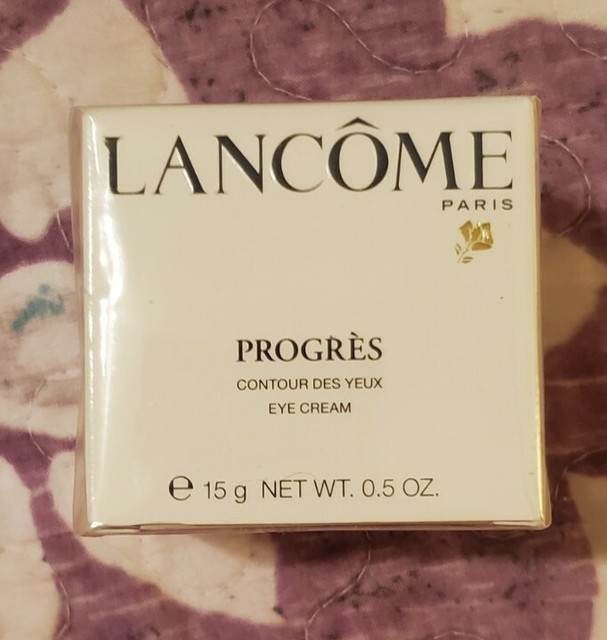 LANCÔME
PARIS
PROGRÈS
CONTOUR DES YEUX
EYE CREAM
℮ 15 g NET WT. 0.5 OZ.